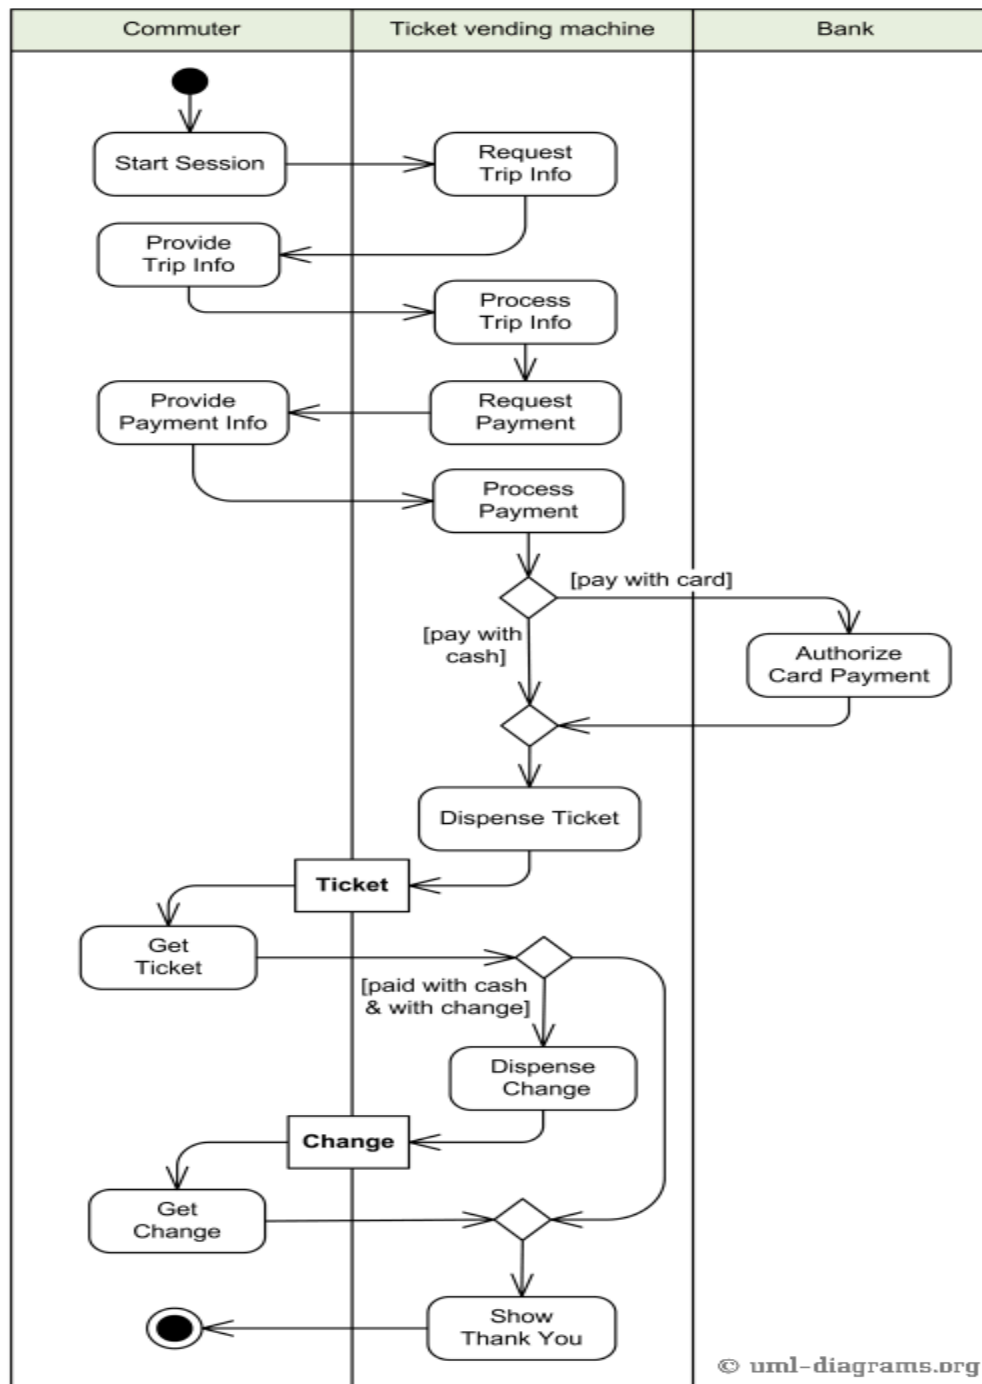 Commuter
Ticket vending machine
Bank
Start Session
Request
Trip Info
Provide
Trip Info
Process
Trip Info
Provide
Payment Info
Request
Payment
Process
Payment
[pay with card]
[pay with
cash]
Authorize
Card Payment
Dispense Ticket
Ticket
Get
Ticket
[paid with cash
& with change]
Dispense
Change
Change
Get
Change
Show
Thank You
© uml-diagrams.org